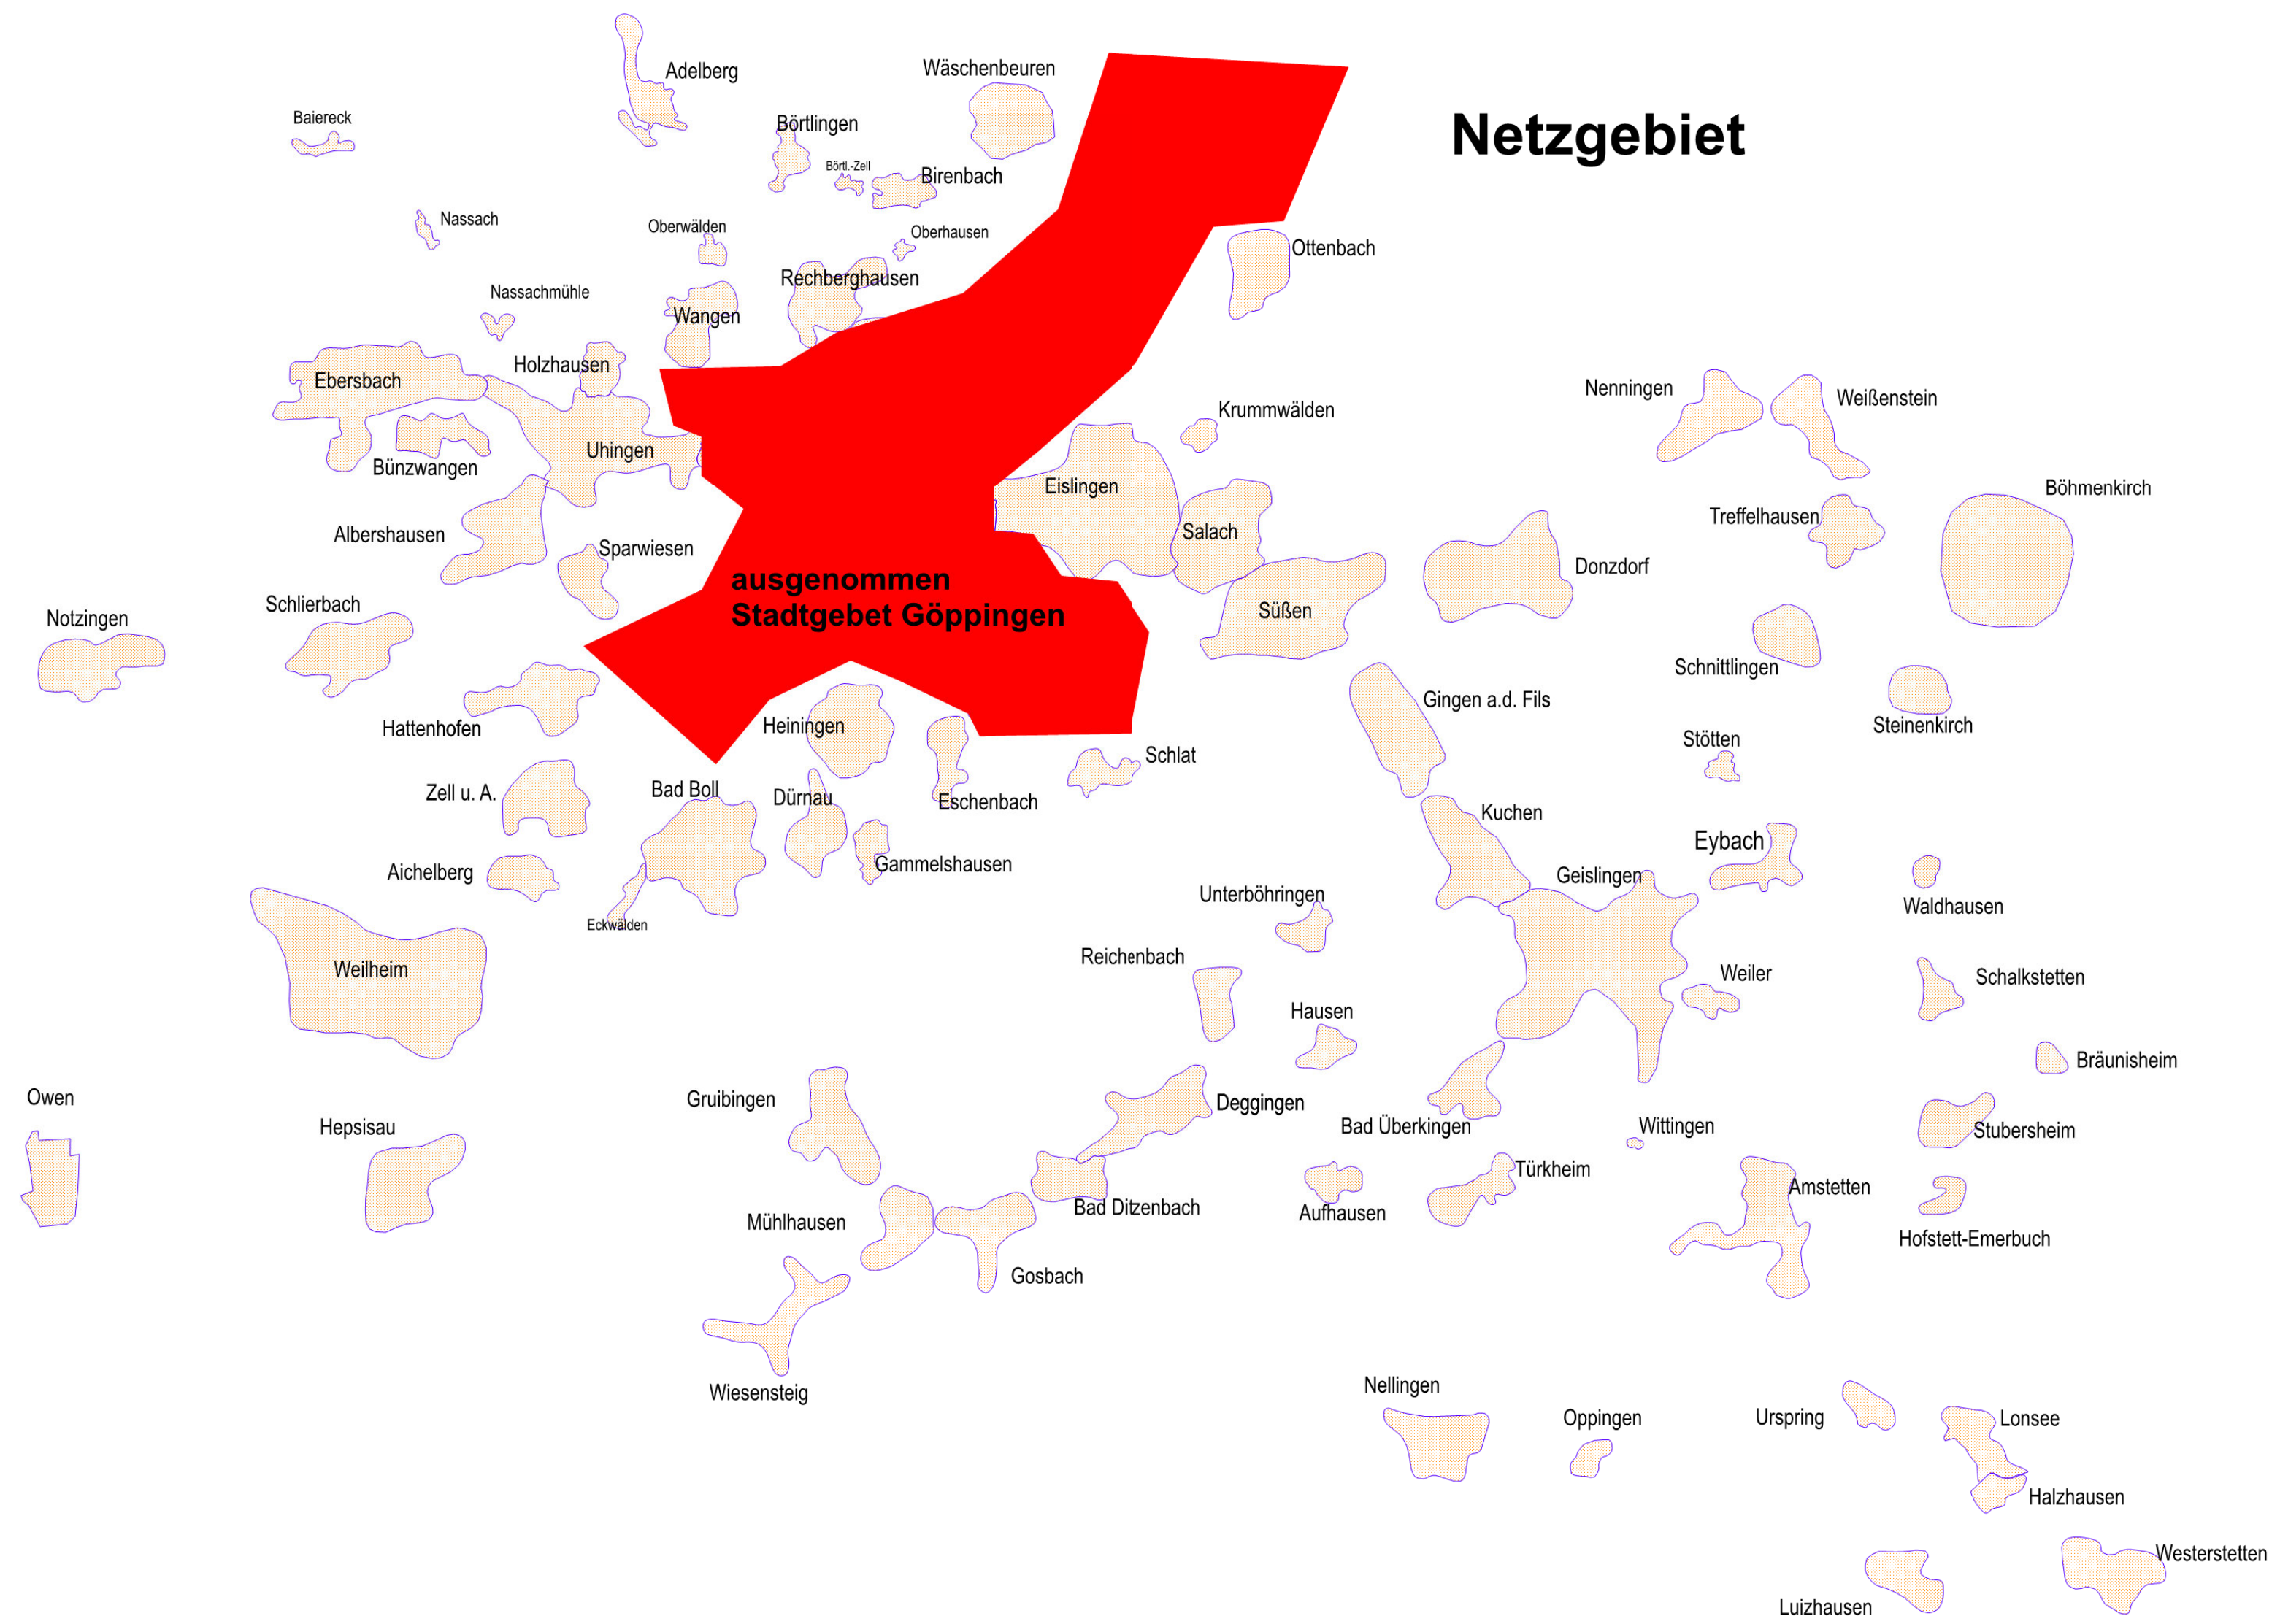 Adelberg
Wäschenbeuren
Baiereck
Börtlingen
Netzgebiet
Börtl.-Zell
Birenbach
Nassach
Oberwälden
Oberhausen
Ottenbach
Rechberghausen
Nassachmühle
Wangen
Holzhausen
Ebersbach
Nenningen
Weißenstein
Krummwälden
Uhingen
Bünzwangen
Eislingen
Böhmenkirch
Treffelhausen
Albershausen
Salach
Sparwiesen
Donzdorf
ausgenommen
Stadtgebet Göppingen
Schlierbach
Süßen
Notzingen
Schnittlingen
Gingen a.d. Fils
Hattenhofen
Heiningen
Steinenkirch
Stötten
Schlat
Zell u. A.
Bad Boll
Dürnau
Eschenbach
Kuchen
Eybach
Gammelshausen
Aichelberg
Geislingen
Unterböhringen
Waldhausen
Eckwälden
Reichenbach
Weilheim
Weiler
Schalkstetten
Hausen
Bräunisheim
Owen
Gruibingen
Deggingen
Hepsisau
Bad Überkingen
Wittingen
Stubersheim
Türkheim
Amstetten
Bad Ditzenbach
Aufhausen
Mühlhausen
Hofstett-Emerbuch
Gosbach
Wiesensteig
Nellingen
Oppingen
Urspring
Lonsee
Halzhausen
Westerstetten
Luizhausen